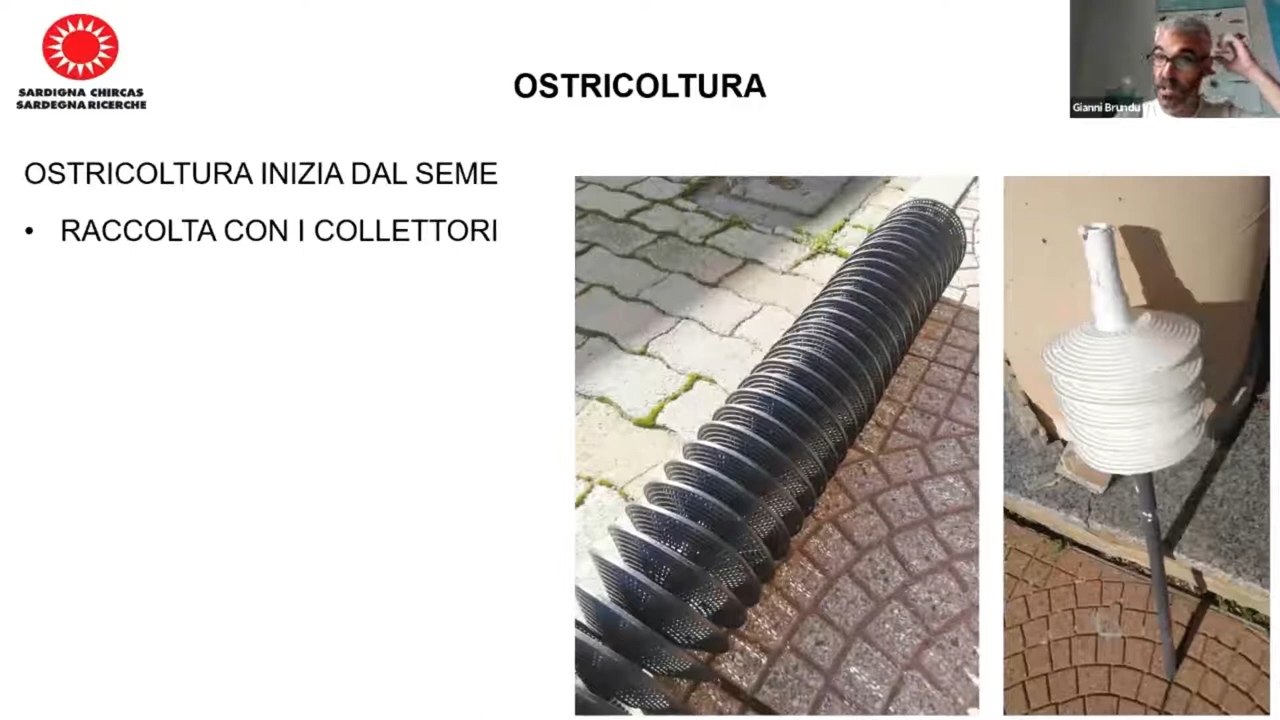 SARDIGNA CHIRCAS
SARDEGNA RICERCHE
OSTRICOLTURA
Gianni Brundu
OSTRICOLTURA INIZIA DAL SEME
• RACCOLTA CON I COLLETTORI